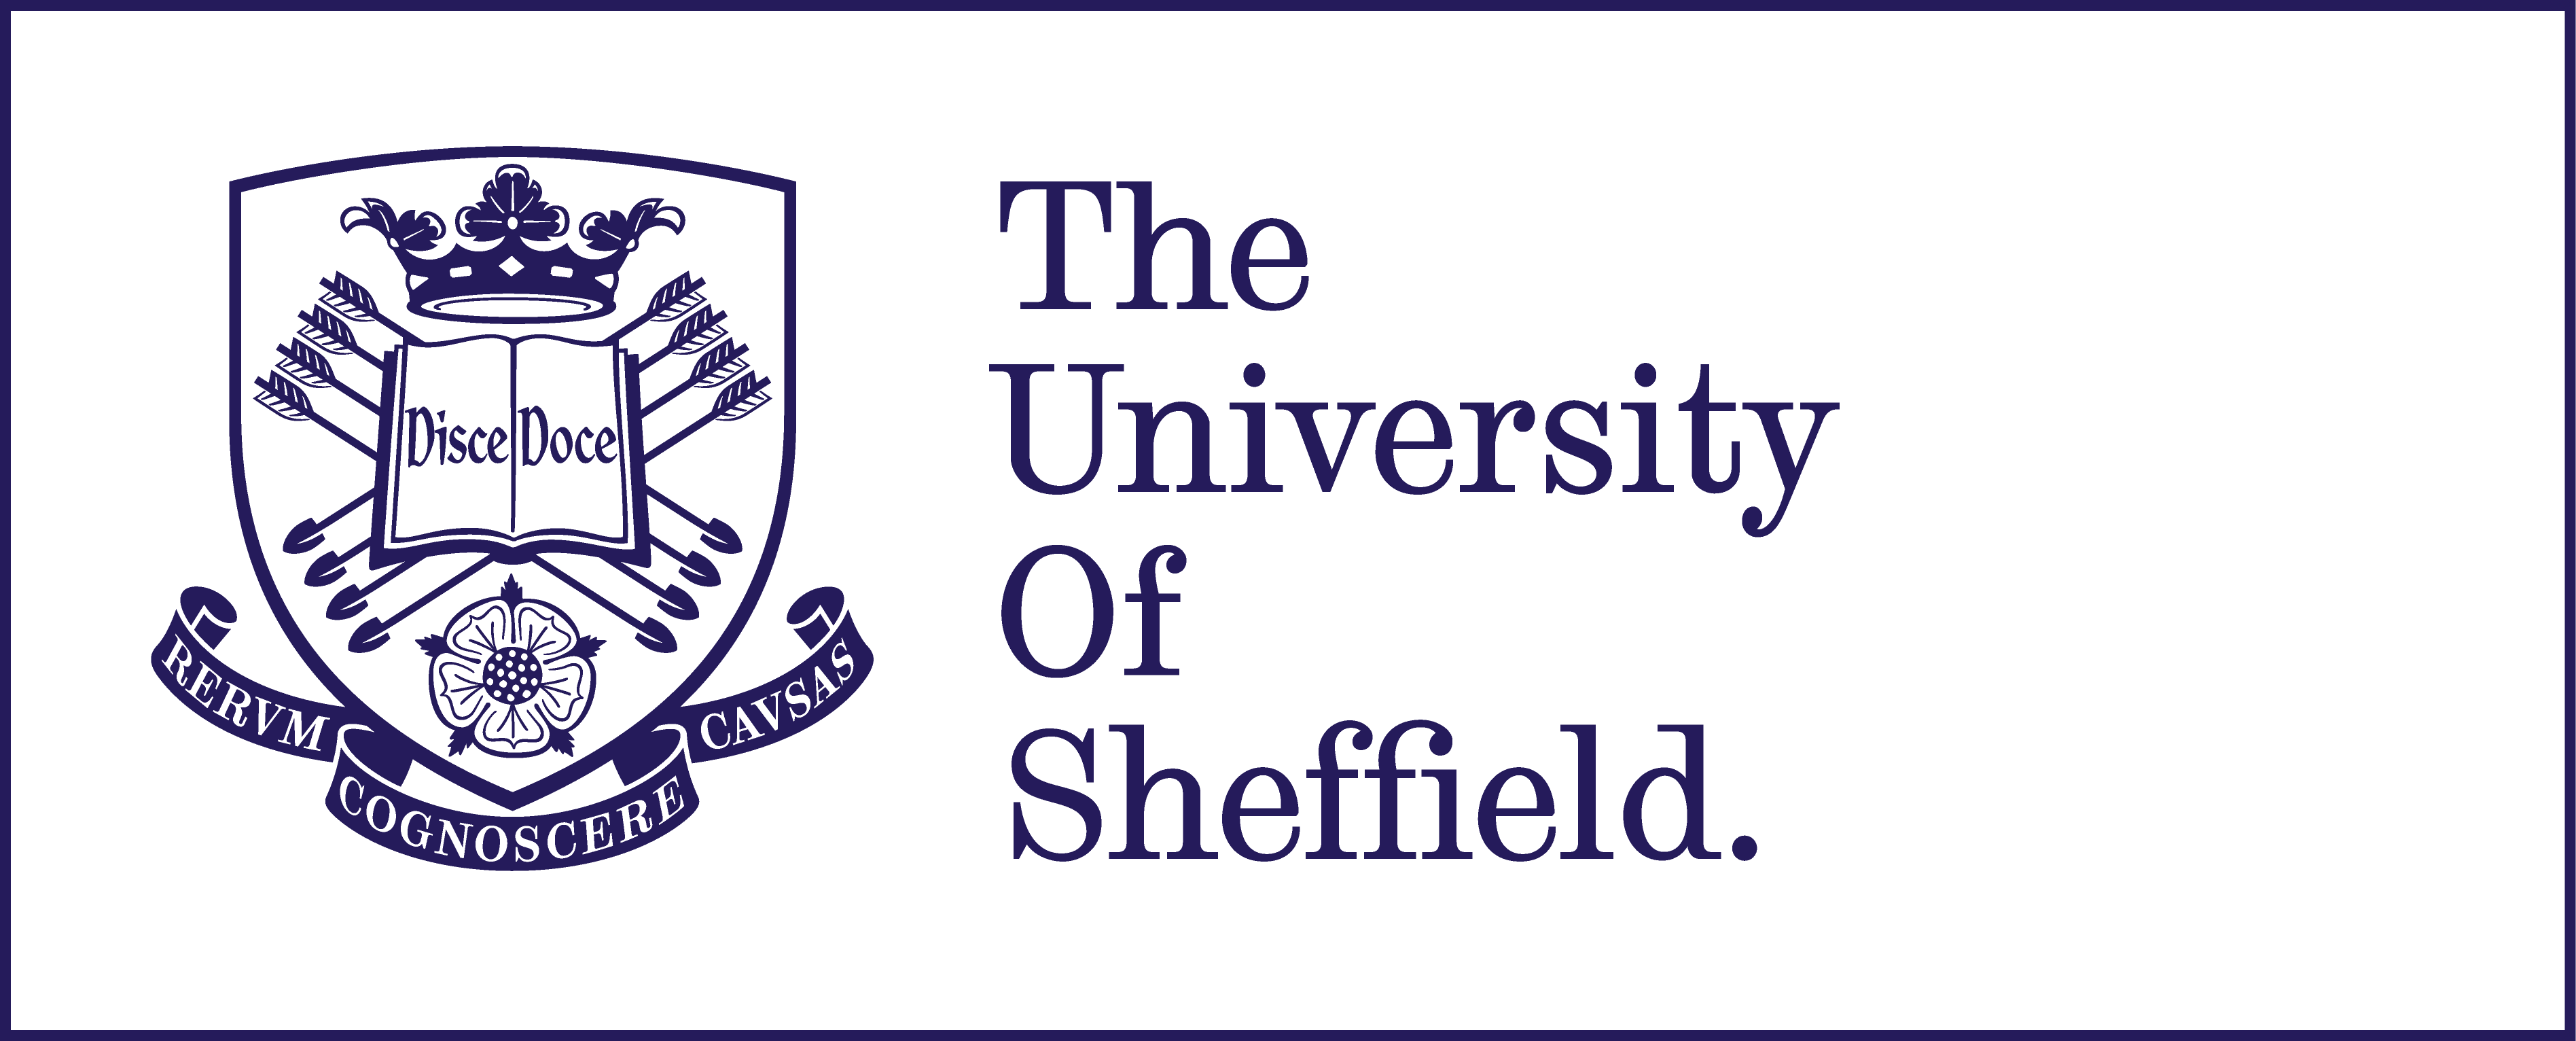 Disce Doce
RERVM COGNOSCERE CAVSAS
The
University
Of
Sheffield.